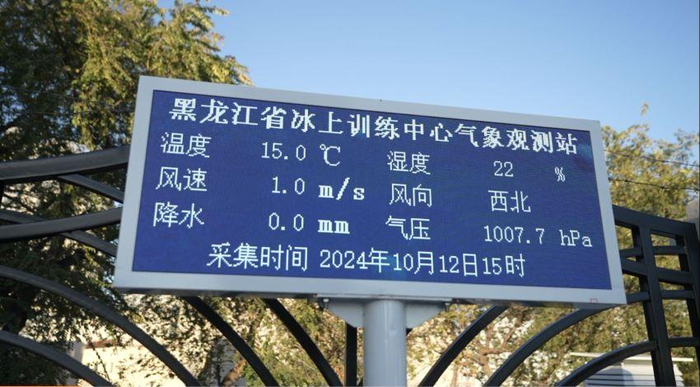 黑龙江省冰上训练中心气象观测站
温度 15.0 ℃ 湿度 22 %
风速 1.0 m/s 风向 西北
降水 0.0 mm 气压 1007.7 hPa
采集时间 2024年10月12日15时